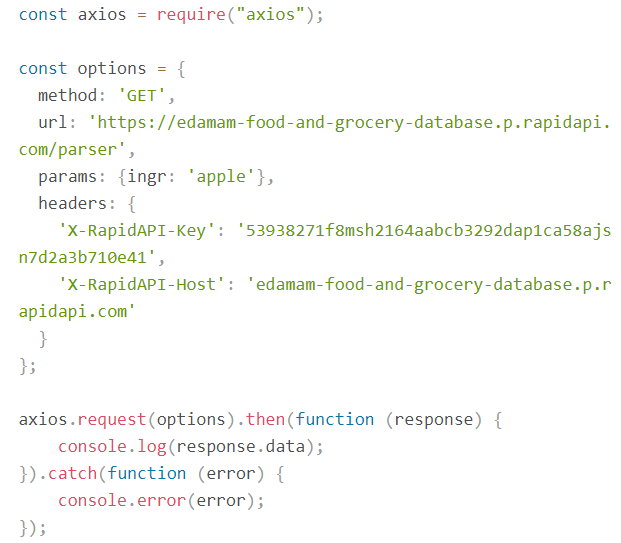 const axios = require("axios");
const options = {
method: 'GET',
url: 'https://edamam-food-and-grocery-database.p.rapidapi.
com/parser',
params: {ingr: 'apple'},
headers: {
'X-RapidAPI-Key': '53938271f8msh2164aabcb3292dap1ca58ajs
n7d2a3b710e41',
'X-RapidAPI-Host': 'edamam-food-and-grocery-database.p.r
apidapi.com'
}
};
axios.request(options).then(function (response) {
console.log(response.data);
}).catch(function (error) {
console.error(error);
});